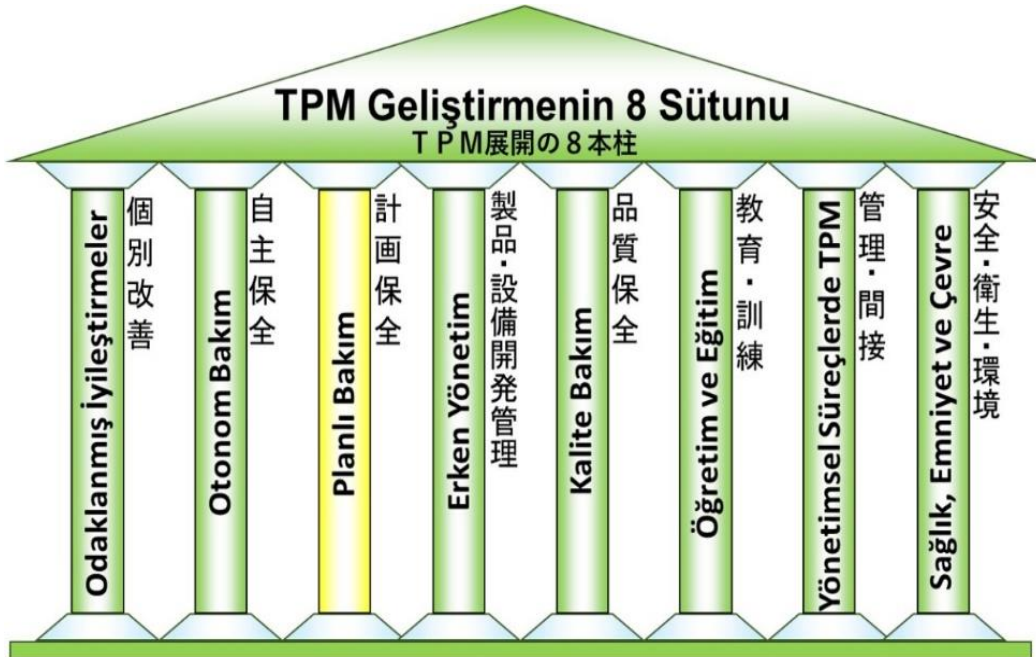 TPM Geliştirmenin 8 Sütunu
TPM展開の8本柱
Odaklanmış İyileştirmeler
個別改善
Otonom Bakım
自主保全
Planlı Bakım
計画保全
Erken Yönetim
製品・設備開発管理
Kalite Bakım
品質保全
Öğretim ve Eğitim
教育・訓練
Yönetimsel Süreçlerde TPM
管理・間接
Sağlık, Emniyet ve Çevre
安全・衛生・環境